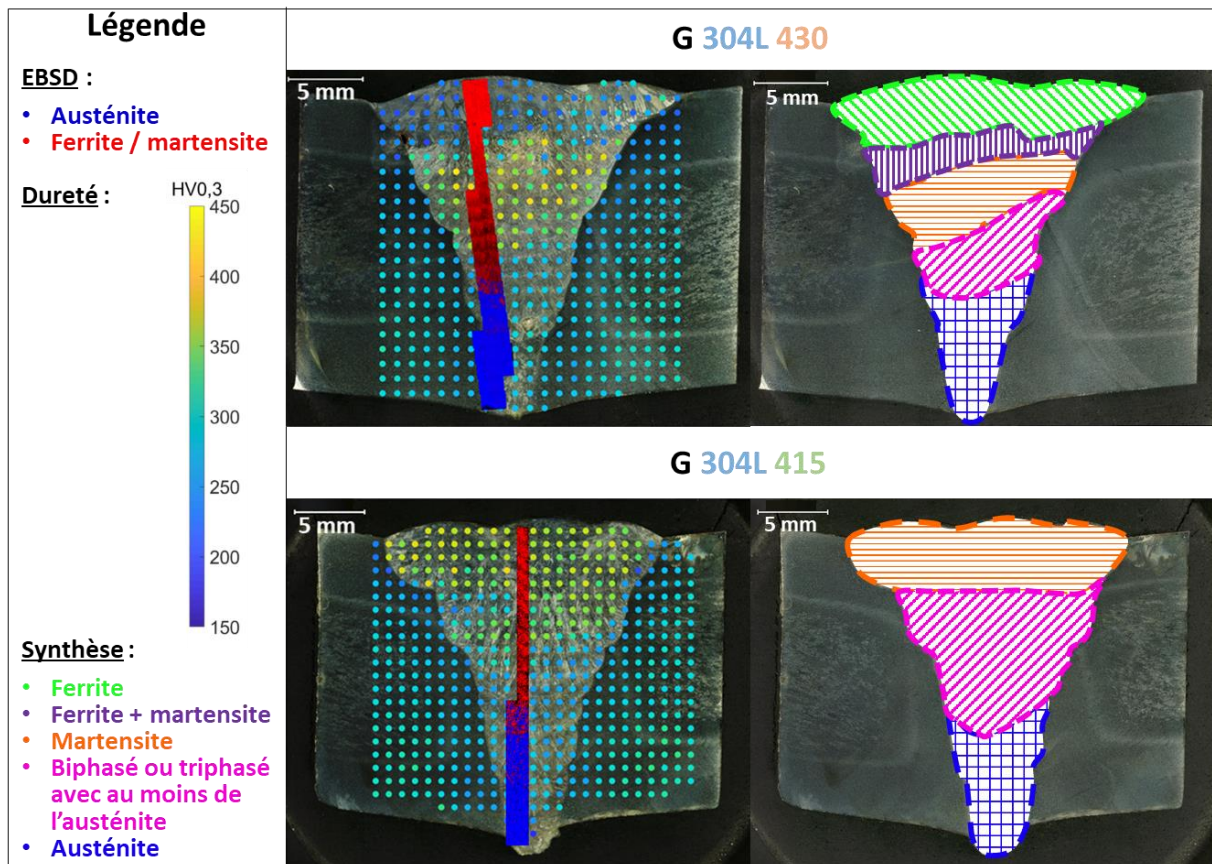 Légende
EBSD :
• Austénite
• Ferrite / martensite
Dureté :
HV0,3
450
400
350
300
250
200
150
Synthèse :
• Ferrite
• Ferrite + martensite
• Martensite
• Biphasé ou triphasé
avec au moins de
l’austénite
• Austénite
G 304L 430
5 mm
5 mm
G 304L 415
5 mm
5 mm